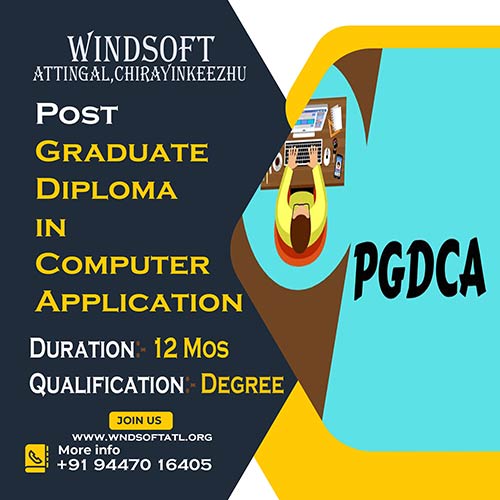 WINDSOFT
ATTINGAL,CHIRAYINKEEZHU
POST
GRADUATE
DIPLOMA
IN
COMPUTER
APPLICATION
DURATION:- 12 MOS
QUALIFICATION:- DEGREE
JOIN US
WWW.WNDSOFTATL.ORG
More info
+91 94470 16405
PGDCA